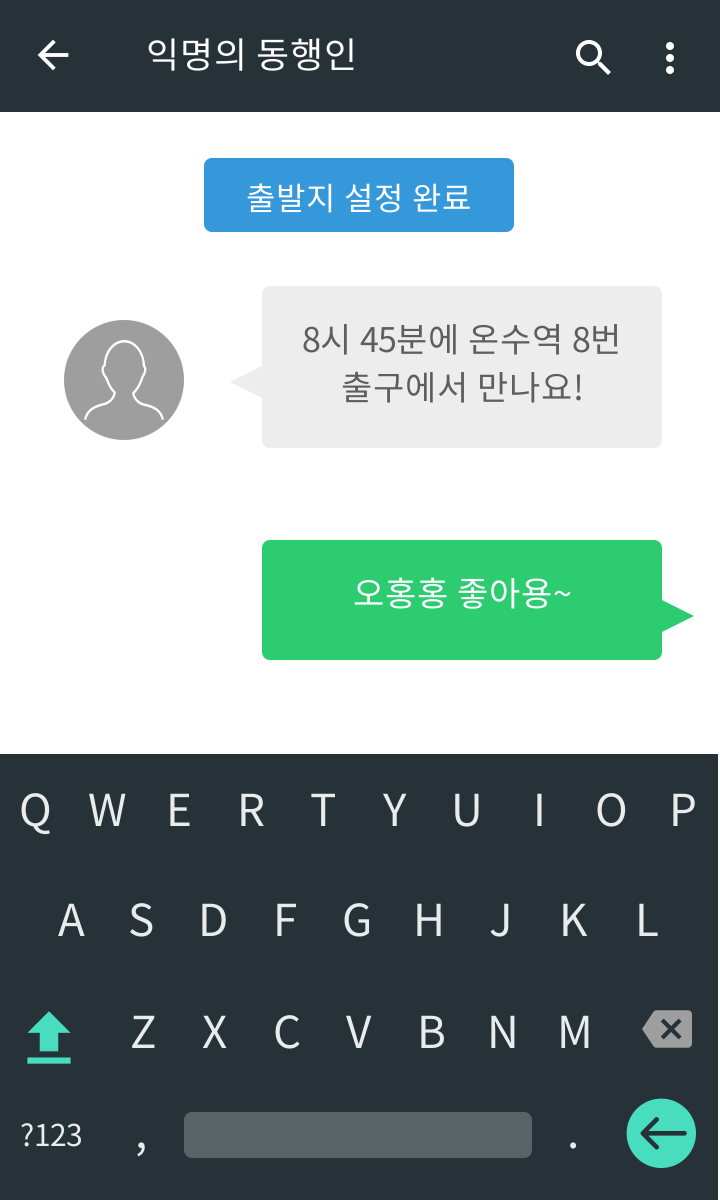 익명의 동행인
출발지 설정 완료
8시 45분에 온수역 8번
출구에서 만나요!
오홍홍 좋아용~
Q W E R T Y U I O P
A S D F G H J K L
Z X C V B N M
?123 , .